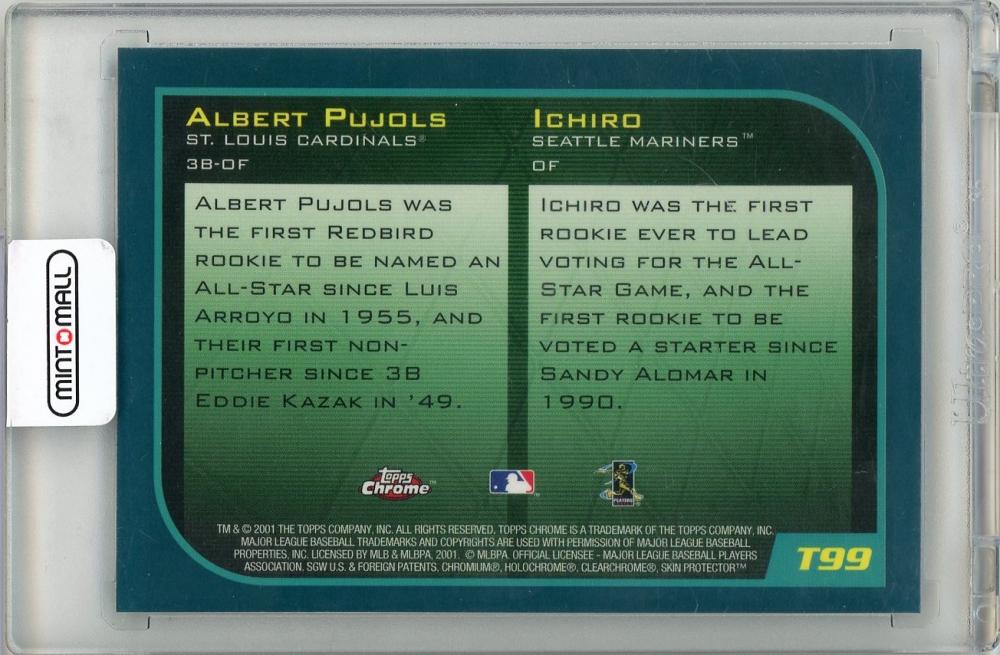 ALBERT PUJOLS
ST. LOUIS CARDINALS®
3B-OF
ALBERT PUJOLS WAS
THE FIRST REDBIRD
ROOKIE TO BE NAMED AN
ALL-STAR SINCE LUIS
ARROYO IN 1955, AND
THEIR FIRST NON-
PITCHER SINCE 3B
EDDIE KAZAK IN '49.
ICHIRO
SEATTLE MARINERS™
OF
ICHIRO WAS THE FIRST
ROOKIE EVER TO LEAD
VOTING FOR THE ALL-
STAR GAME, AND THE
FIRST ROOKIE TO BE
VOTED A STARTER SINCE
SANDY ALOMAR IN
1990.
Topps
Chrome™
PLAYERS
TM & © 2001 THE TOPPS COMPANY, INC. ALL RIGHTS RESERVED. TOPPS CHROME IS A TRADEMARK OF THE TOPPS COMPANY, INC.
MAJOR LEAGUE BASEBALL TRADEMARKS AND COPYRIGHTS ARE USED WITH PERMISSION OF MAJOR LEAGUE BASEBALL
PROPERTIES, INC. LICENSED BY MLB & MLBPA, 2001. © MLBPA. OFFICIAL LICENSEE - MAJOR LEAGUE BASEBALL PLAYERS
ASSOCIATION. SGW U.S. & FOREIGN PATENTS. CHROMIUM®, HOLOCHROME®, CLEARCHROME®, SKIN PROTECTOR™
T99
MINTOMALL